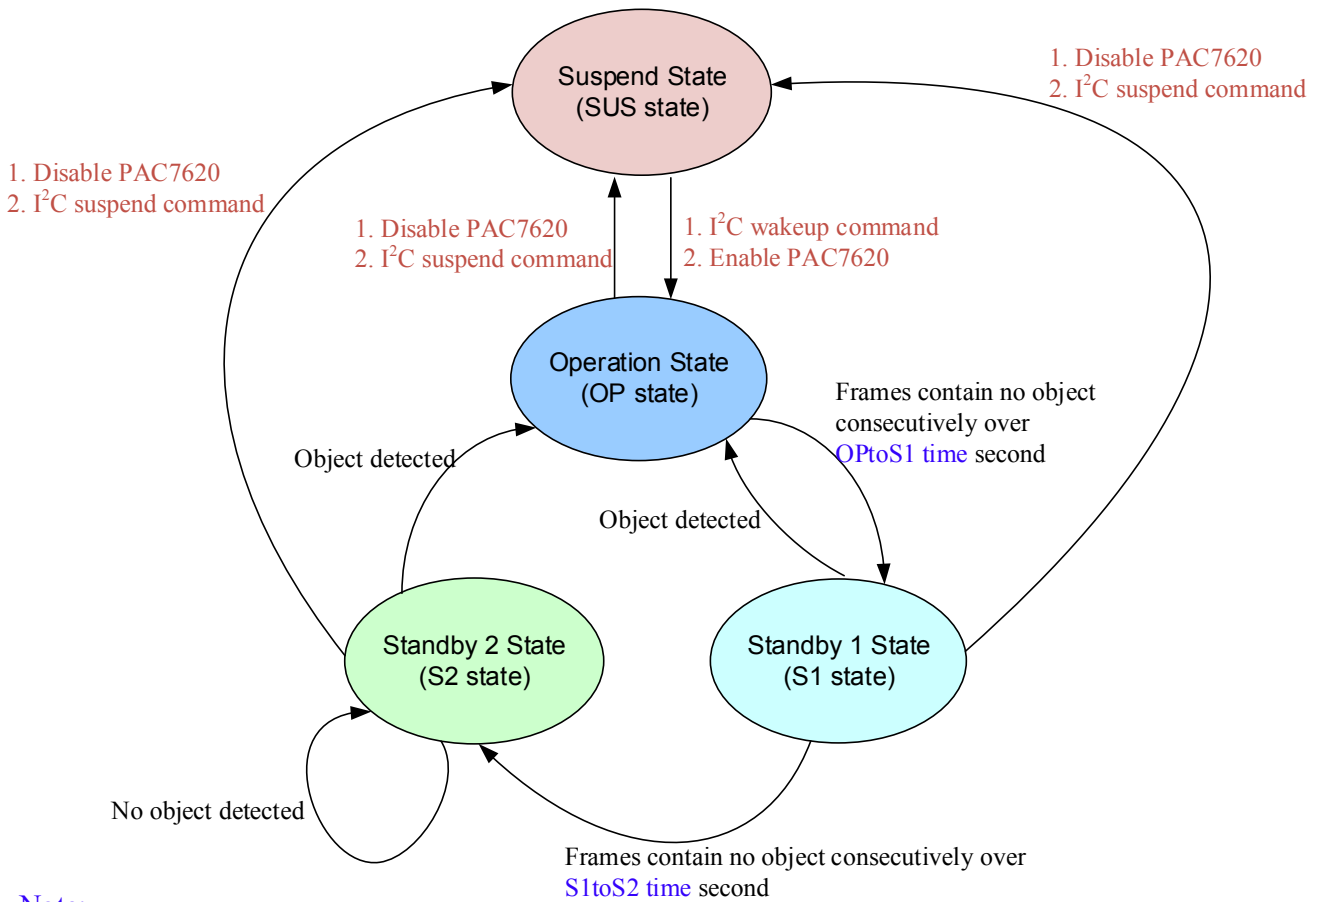 Suspend State
(SUS state)
1. Disable PAC7620
2. I²C suspend command
1. Disable PAC7620
2. I²C suspend command
1. Disable PAC7620
2. I²C suspend command
1. I²C wakeup command
2. Enable PAC7620
Operation State
(OP state)
Frames contain no object
consecutively over
OPtoS1 time second
Object detected
Object detected
Standby 2 State
(S2 state)
Standby 1 State
(S1 state)
No object detected
Frames contain no object consecutively over
S1toS2 time second